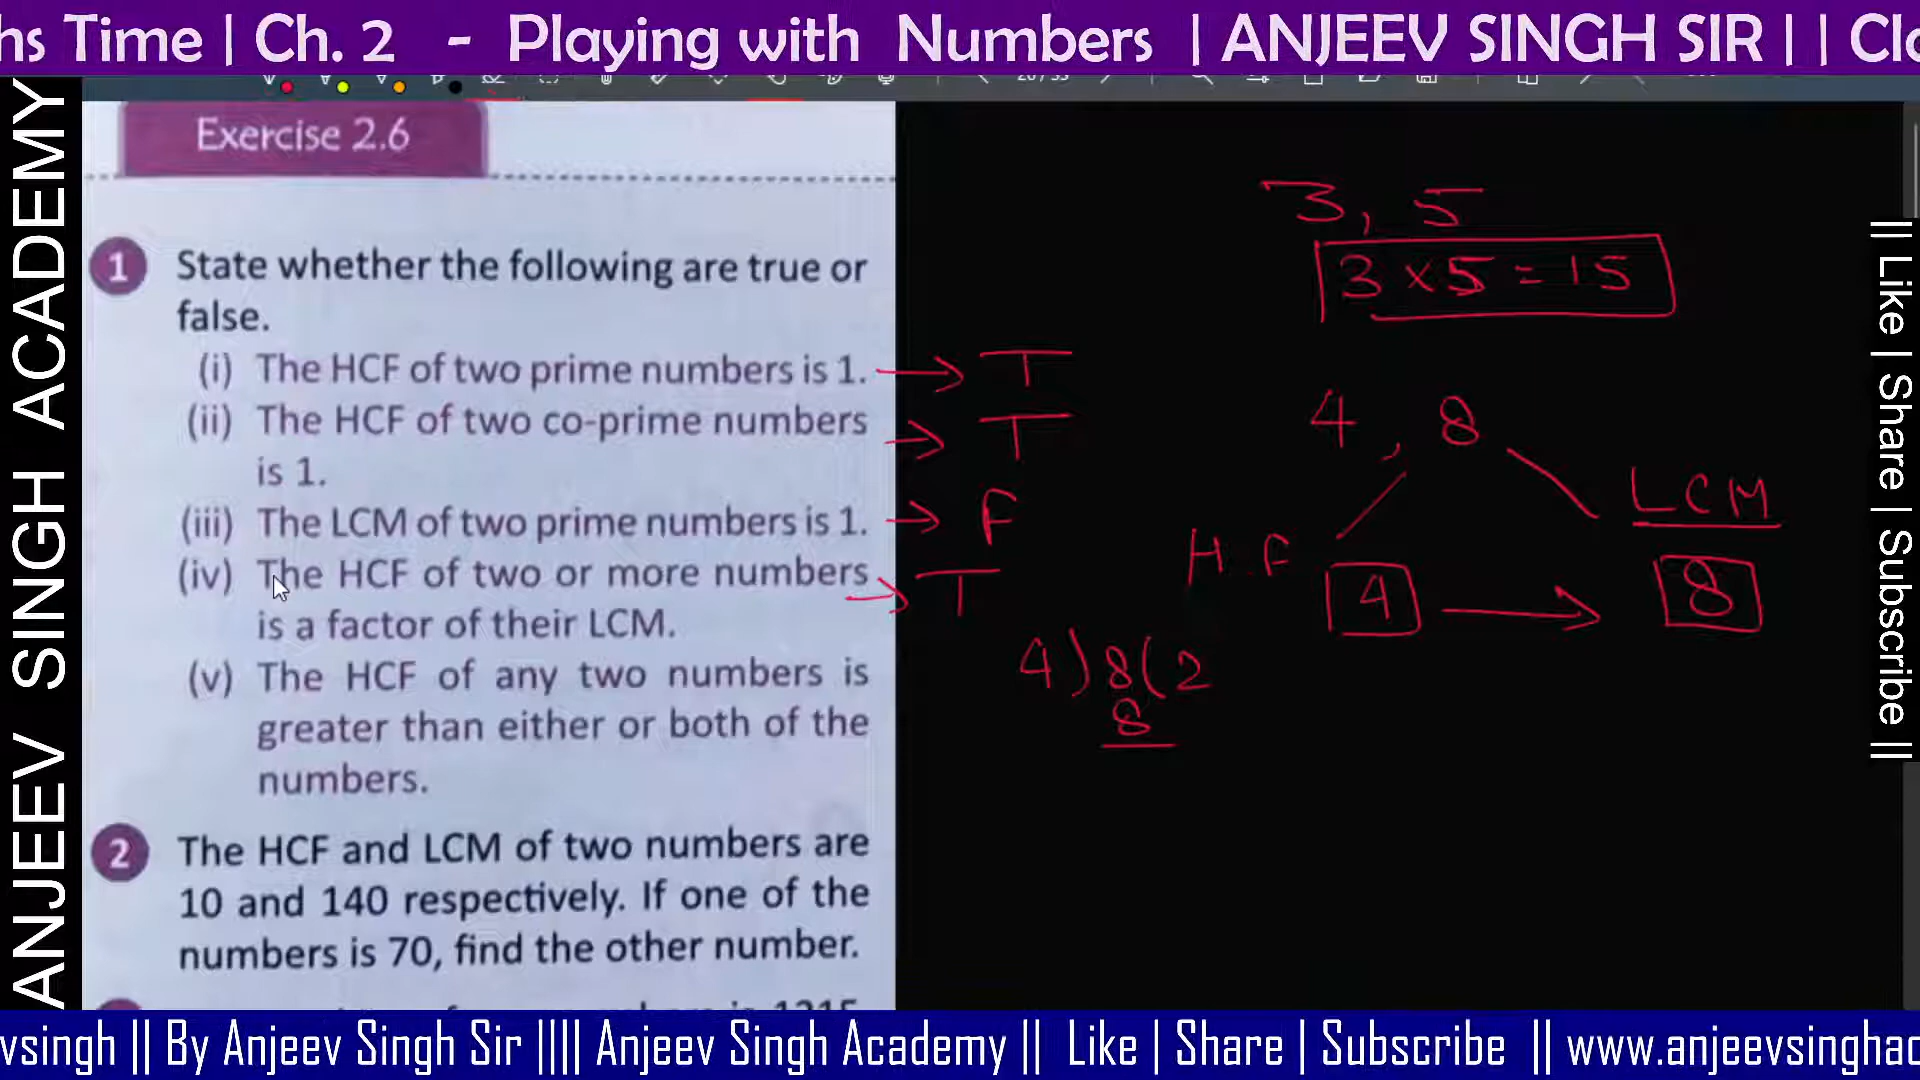 hs Time | Ch. 2 - Playing with Numbers | ANJEEV SINGH SIR | | Clo
ANJEEV SINGH ACADEMY
Exercise 2.6
1 State whether the following are true or
false.
(i) The HCF of two prime numbers is 1. → T
(ii) The HCF of two co-prime numbers → T
is 1.
(iii) The LCM of two prime numbers is 1. → F
(iv) The HCF of two or more numbers → T
is a factor of their LCM.
(v) The HCF of any two numbers is
greater than either or both of the
numbers.
2 The HCF and LCM of two numbers are
10 and 140 respectively. If one of the
numbers is 70, find the other number.
3, 5
3 × 5 = 15
4, 8
LCM
H.F
4 → 8
4)8(2
8
|| Like | Share | Subscribe ||
vsingh || By Anjeev Singh Sir |||| Anjeev Singh Academy || Like | Share | Subscribe || www.anjeevsinghac